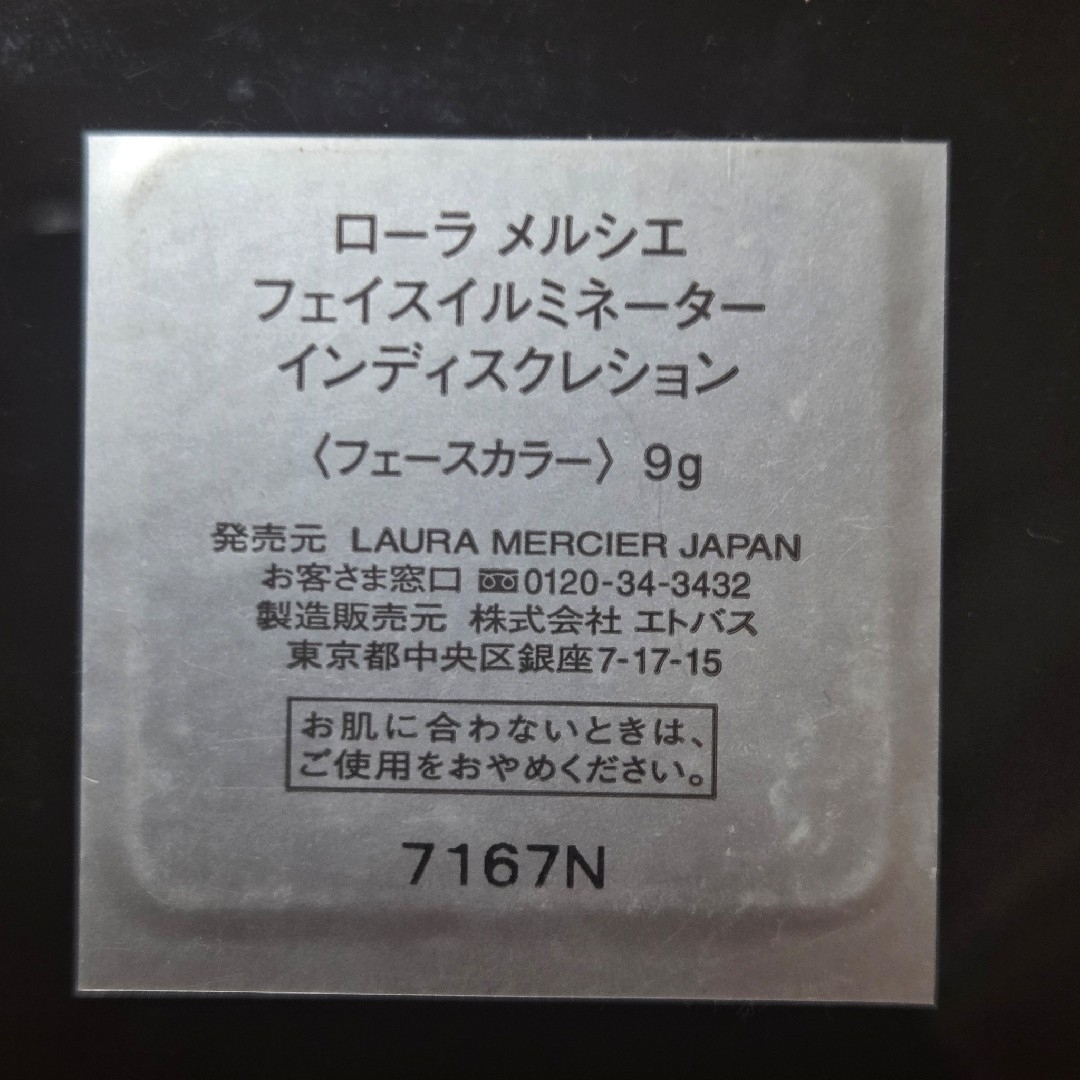 ローラ メルシエ
フェイスイルミネーター
インディスクレション
〈フェースカラー〉 9g
発売元 LAURA MERCIER JAPAN
お客さま窓口 0120-34-3432
製造販売元 株式会社 エトバス
東京都中央区銀座7-17-15
お肌に合わないときは、
ご使用をおやめください。
7167N